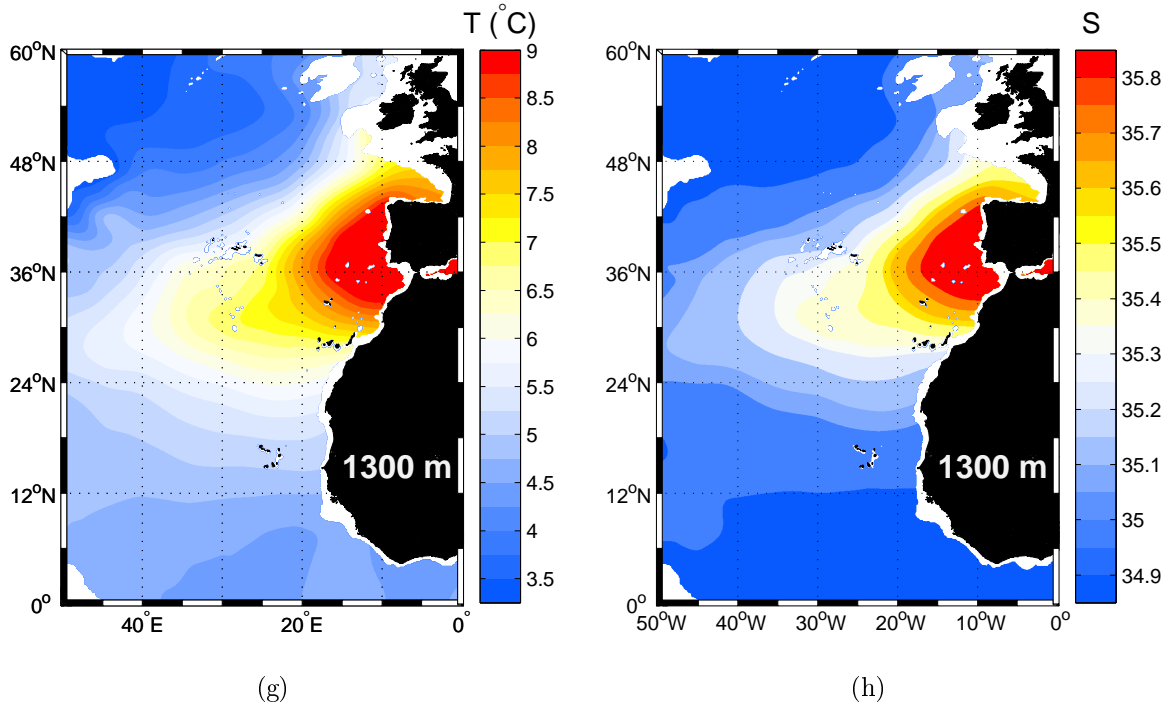 T (°C)
60°N
48°N
36°N
24°N
12°N
0°
40°E
20°E
0°
9
8.5
8
7.5
7
6.5
6
5.5
5
4.5
4
3.5
1300 m
(g)
S
60°N
48°N
36°N
24°N
12°N
0°
50°W
40°W
30°W
20°W
10°W
0°
35.8
35.7
35.6
35.5
35.4
35.3
35.2
35.1
35
34.9
1300 m
(h)